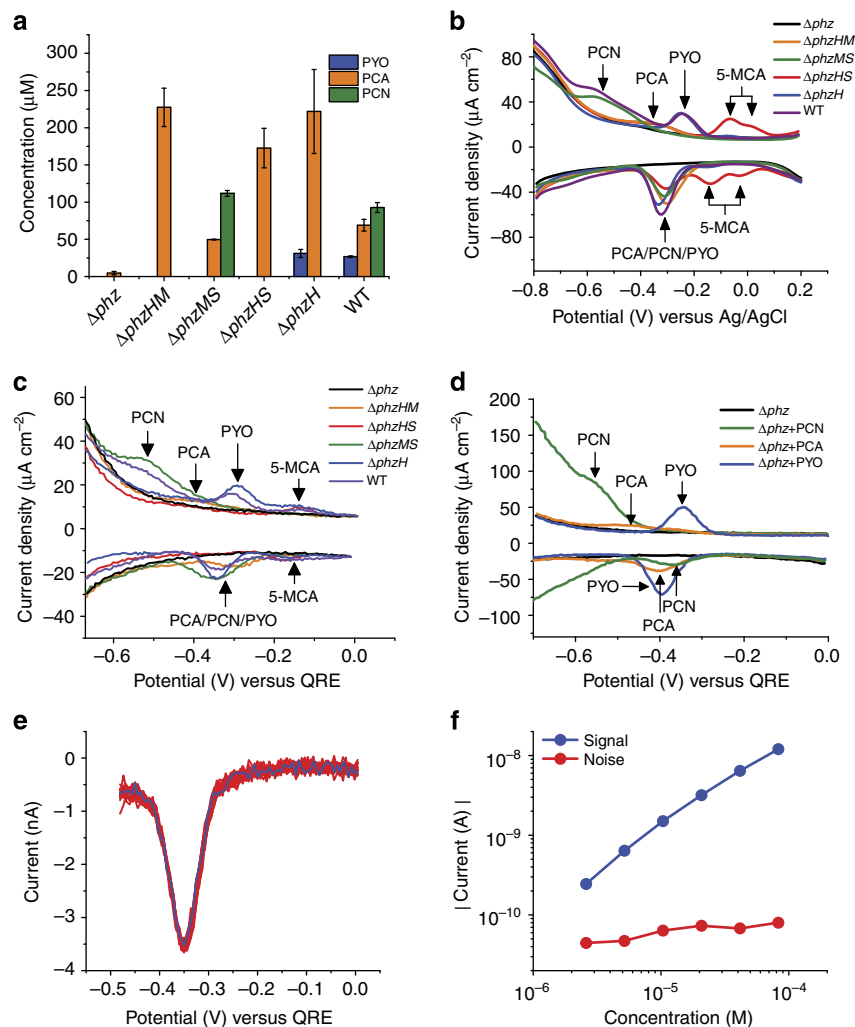 a
Concentration (μM)
300
250
200
150
100
50
0
PYO
PCA
PCN
Δphz
ΔphzHM
ΔphzMS
ΔphzHS
ΔphzH
WT
b
Current density (μA cm⁻²)
80
40
0
−40
−80
PCN
PCA
PYO
5-MCA
Δphz
ΔphzHM
ΔphzMS
ΔphzHS
ΔphzH
WT
5-MCA
PCA/PCN/PYO
−0.8 −0.6 −0.4 −0.2 0.0 0.2
Potential (V) versus Ag/AgCl
c
Current density (μA cm⁻²)
60
40
20
0
−20
−40
PCN
PCA
PYO
5-MCA
Δphz
ΔphzHM
ΔphzHS
ΔphzMS
ΔphzH
WT
5-MCA
PCA/PCN/PYO
−0.6 −0.4 −0.2 0.0
Potential (V) versus QRE
d
Current density (μA cm⁻²)
200
150
100
50
0
−50
−100
PCN
PCA
PYO
Δphz
Δphz+PCN
Δphz+PCA
Δphz+PYO
PYO
PCN
PCA
−0.6 −0.4 −0.2 0.0
Potential (V) versus QRE
e
Current (nA)
0
−1
−2
−3
−4
−0.5 −0.4 −0.3 −0.2 −0.1 0.0
Potential (V) versus QRE
f
| Current (A) |
Signal
Noise
10⁻⁸
10⁻⁹
10⁻¹⁰
10⁻⁶ 10⁻⁵ 10⁻⁴
Concentration (M)